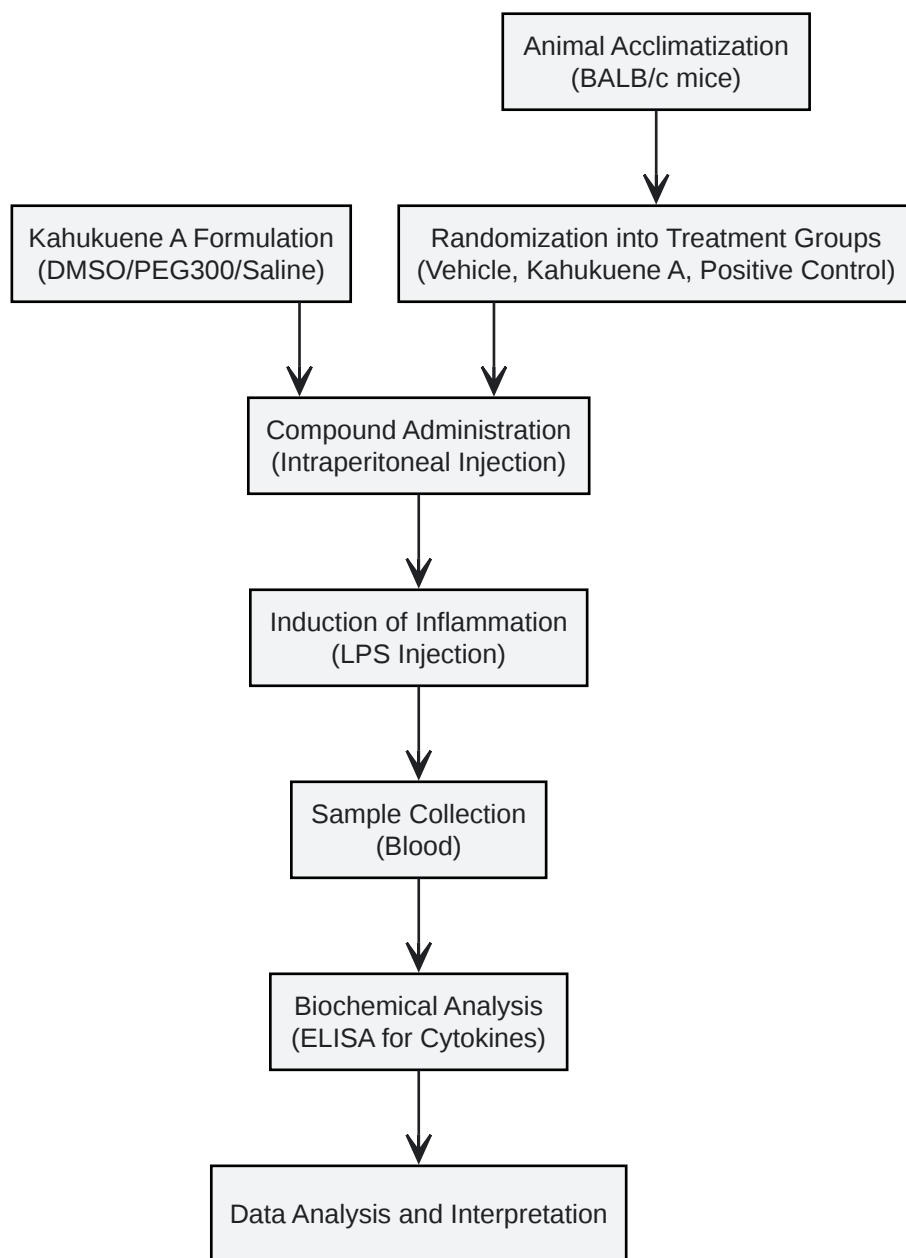 Animal Acclimatization
(BALB/c mice)
Kahukuene A Formulation
(DMSO/PEG300/Saline)
Randomization into Treatment Groups
(Vehicle, Kahukuene A, Positive Control)
Compound Administration
(Intraperitoneal Injection)
Induction of Inflammation
(LPS Injection)
Sample Collection
(Blood)
Biochemical Analysis
(ELISA for Cytokines)
Data Analysis and Interpretation